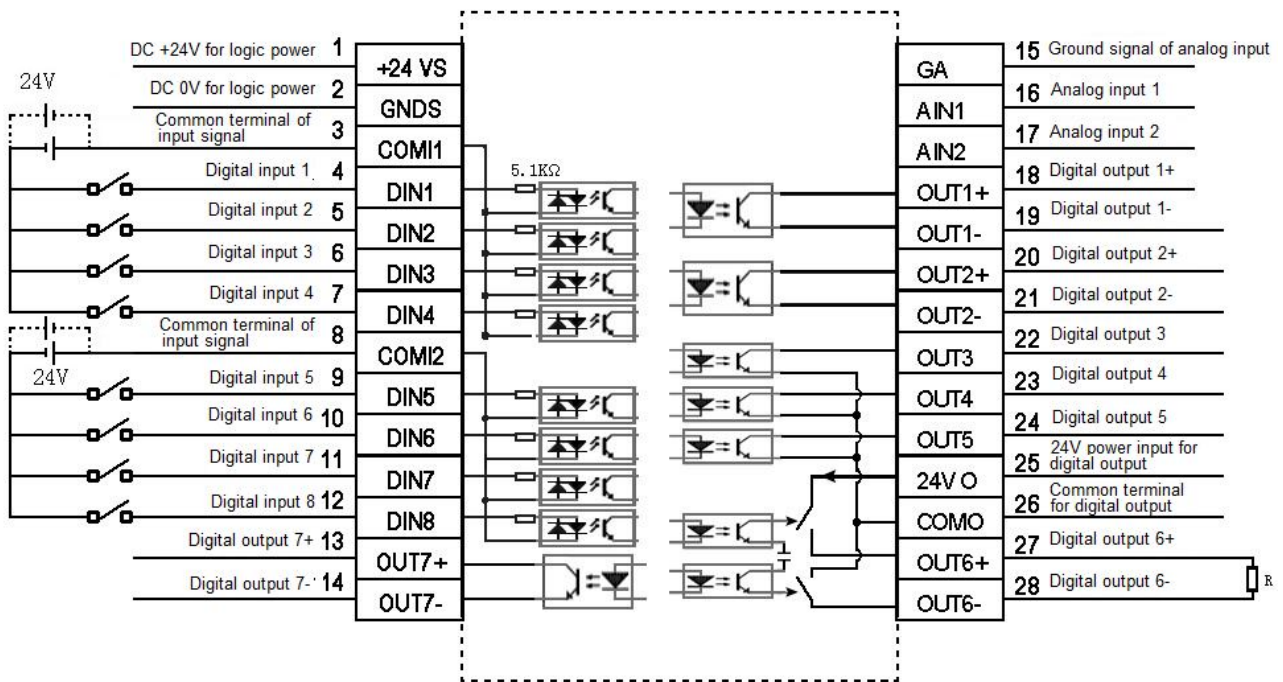 DC +24V for logic power 1
+24 VS
24V
DC 0V for logic power 2
GNDS
Common terminal of
input signal 3
COMI1
Digital input 1 4
DIN1
5.1KΩ
Digital input 2 5
DIN2
Digital input 3 6
DIN3
Digital input 4 7
DIN4
Common terminal of
input signal 8
COMI2
24V
Digital input 5 9
DIN5
Digital input 6 10
DIN6
Digital input 7 11
DIN7
Digital input 8 12
DIN8
Digital output 7+ 13
OUT7+
Digital output 7- 14
OUT7-
GA
15 Ground signal of analog input
AIN1
16 Analog input 1
AIN2
17 Analog input 2
OUT1+
18 Digital output 1+
OUT1-
19 Digital output 1-
OUT2+
20 Digital output 2+
OUT2-
21 Digital output 2-
OUT3
22 Digital output 3
OUT4
23 Digital output 4
OUT5
24 Digital output 5
24V O
24V power input for
25 digital output
COMO
Common terminal
26 for digital output
OUT6+
27 Digital output 6+
OUT6-
28 Digital output 6-
R